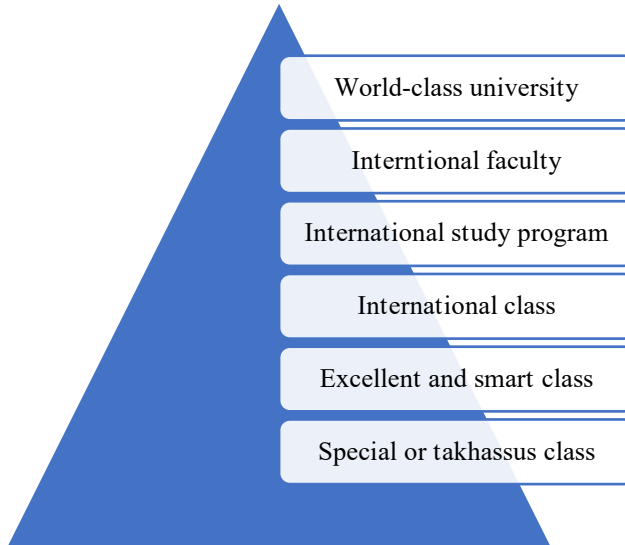 World-class university
Interntional faculty
International study program
International class
Excellent and smart class
Special or takhassus class